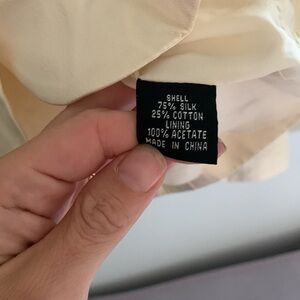 SHELL
75% SILK
25% COTTON
LINING
100% ACETATE
MADE IN CHINA